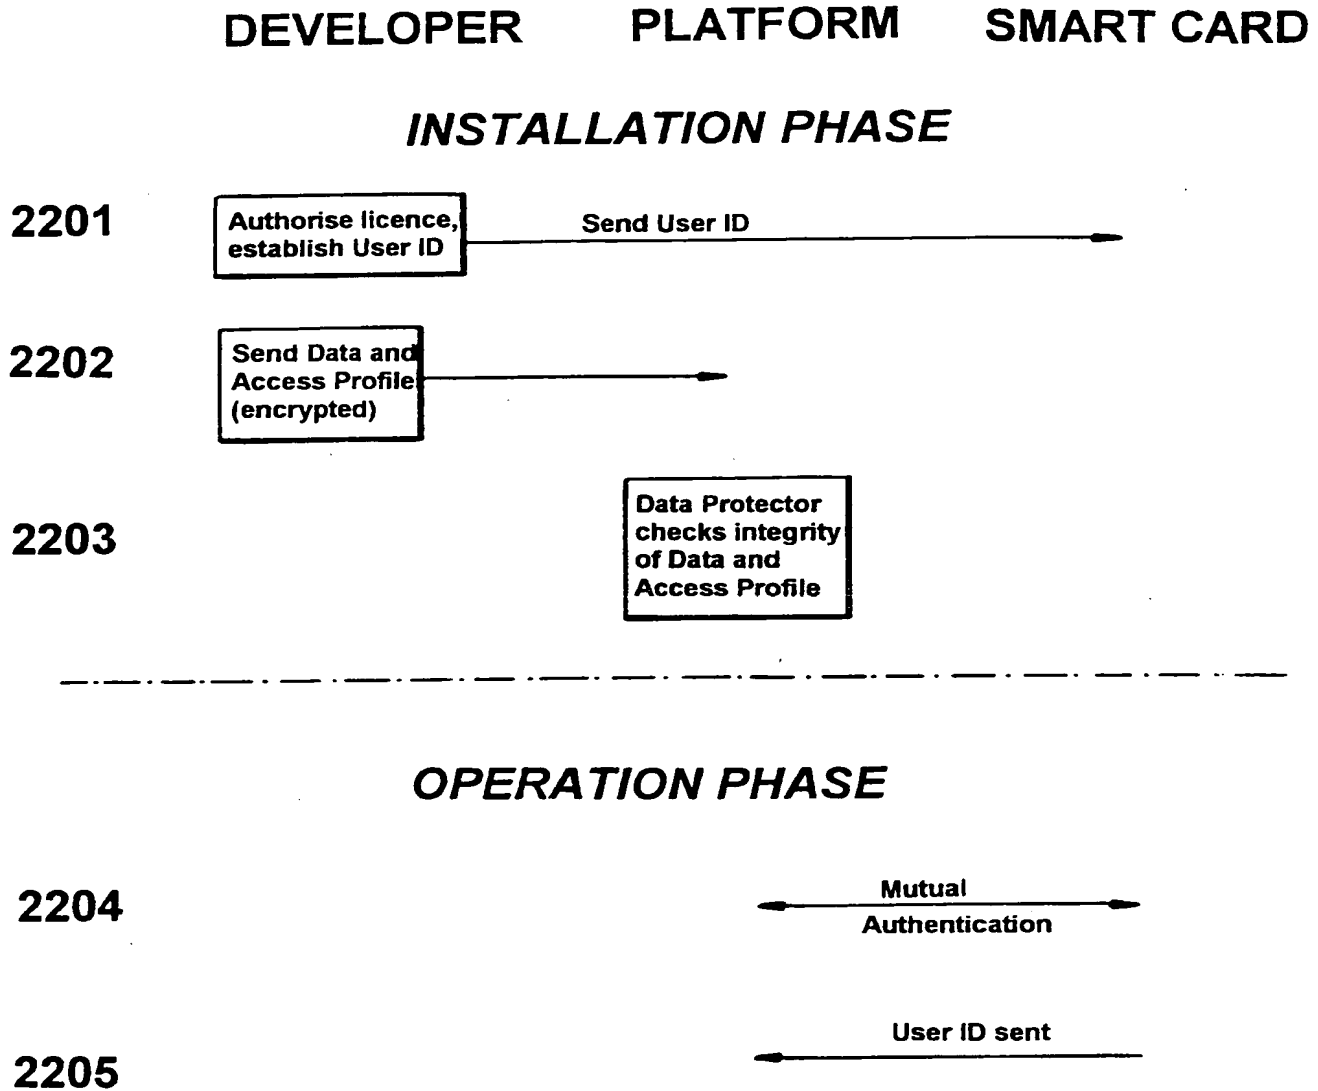 DEVELOPER PLATFORM SMART CARD
INSTALLATION PHASE
2201
Authorise licence,
establish User ID
Send User ID
2202
Send Data and
Access Profile
(encrypted)
2203
Data Protector
checks integrity
of Data and
Access Profile
OPERATION PHASE
2204
Mutual
Authentication
2205
User ID sent